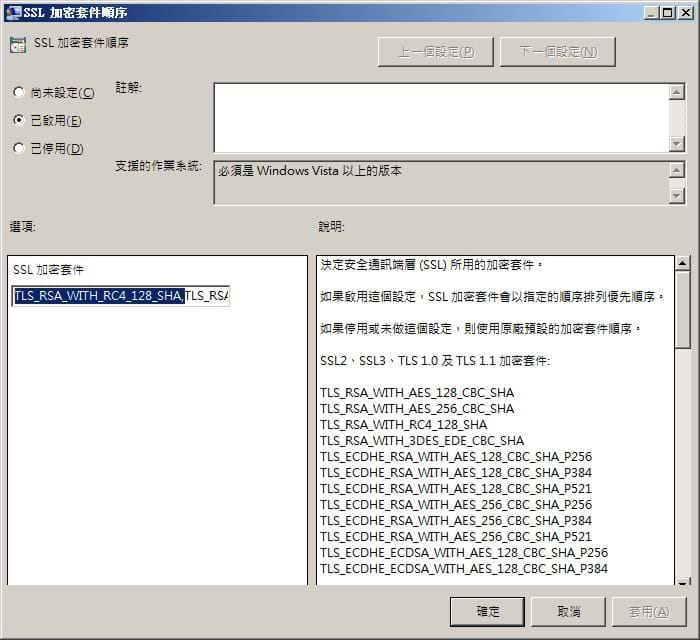 SSL 加密套件順序
SSL 加密套件順序
上一個設定(P)
下一個設定(N)
尚未設定(C)
已啟用(E)
已停用(D)
註解:
支援的作業系統:
必須是 Windows Vista 以上的版本
選項:
說明:
SSL 加密套件
TLS_RSA_WITH_RC4_128_SHA,TLS_RSA
決定安全通訊端層 (SSL) 所用的加密套件。
如果啟用這個設定，SSL 加密套件會以指定的順序排列優先順序。
如果停用或未做這個設定，則使用原廠預設的加密套件順序。
SSL2、SSL3、TLS 1.0 及 TLS 1.1 加密套件:
TLS_RSA_WITH_AES_128_CBC_SHA
TLS_RSA_WITH_AES_256_CBC_SHA
TLS_RSA_WITH_RC4_128_SHA
TLS_RSA_WITH_3DES_EDE_CBC_SHA
TLS_ECDHE_RSA_WITH_AES_128_CBC_SHA_P256
TLS_ECDHE_RSA_WITH_AES_128_CBC_SHA_P384
TLS_ECDHE_RSA_WITH_AES_128_CBC_SHA_P521
TLS_ECDHE_RSA_WITH_AES_256_CBC_SHA_P256
TLS_ECDHE_RSA_WITH_AES_256_CBC_SHA_P384
TLS_ECDHE_RSA_WITH_AES_256_CBC_SHA_P521
TLS_ECDHE_ECDSA_WITH_AES_128_CBC_SHA_P256
TLS_ECDHE_ECDSA_WITH_AES_128_CBC_SHA_P384
確定
取消
套用(A)